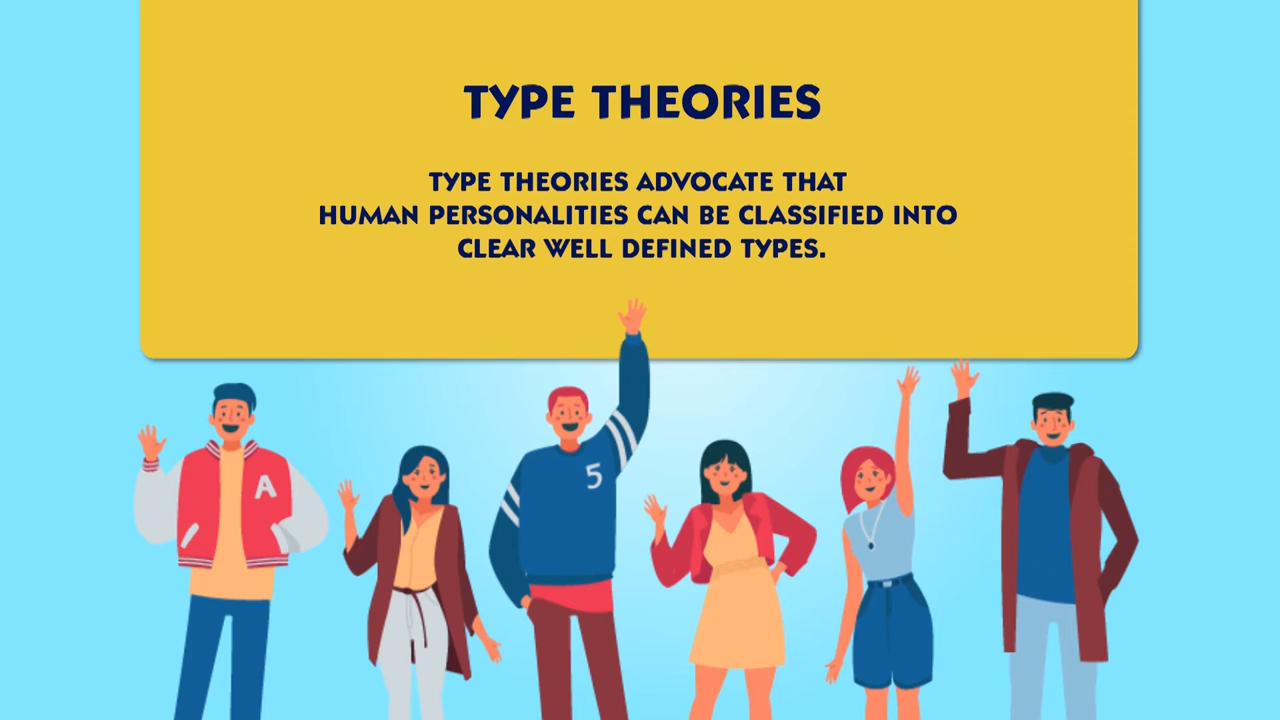 TYPE THEORIES
TYPE THEORIES ADVOCATE THAT
HUMAN PERSONALITIES CAN BE CLASSIFIED INTO
CLEAR WELL DEFINED TYPES.
A
5